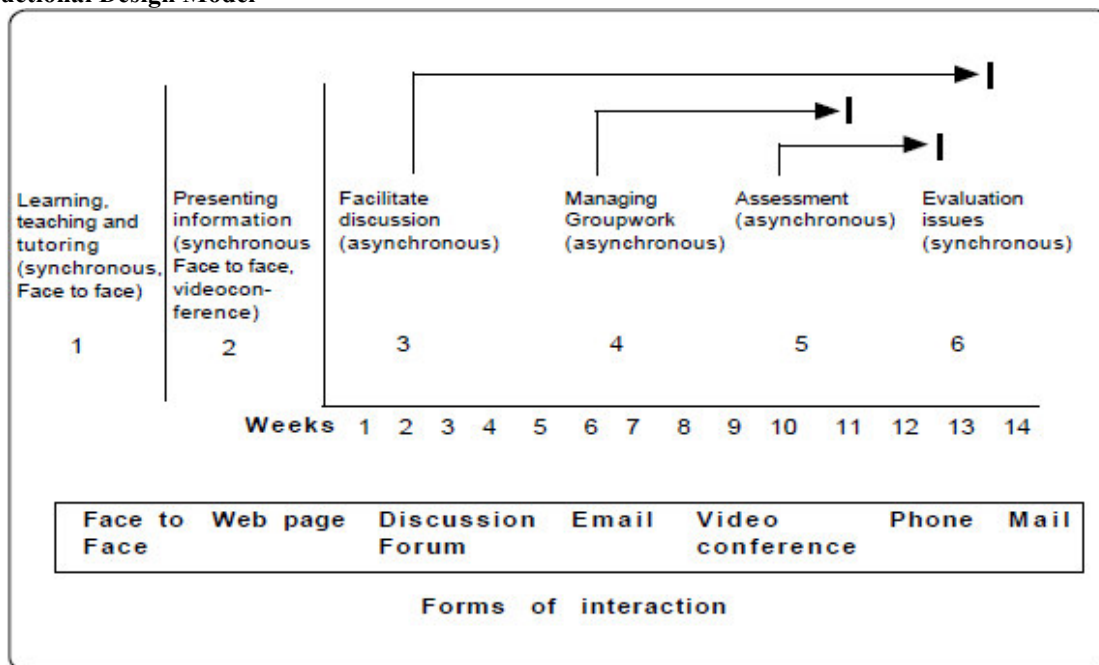 actional Design Model
Learning,
teaching and
tutoring
(synchronous,
Face to face)
1
Presenting
information
(synchronous
Face to face,
videocon-
ference)
2
Facilitate
discussion
(asynchronous)
3
Managing
Groupwork
(asynchronous)
4
Assessment
(asynchronous)
5
Evaluation
issues
(synchronous)
6
Weeks 1 2 3 4 5 6 7 8 9 10 11 12 13 14
Face to Face
Web page
Discussion Forum
Email
Video conference
Phone
Mail
Forms of interaction